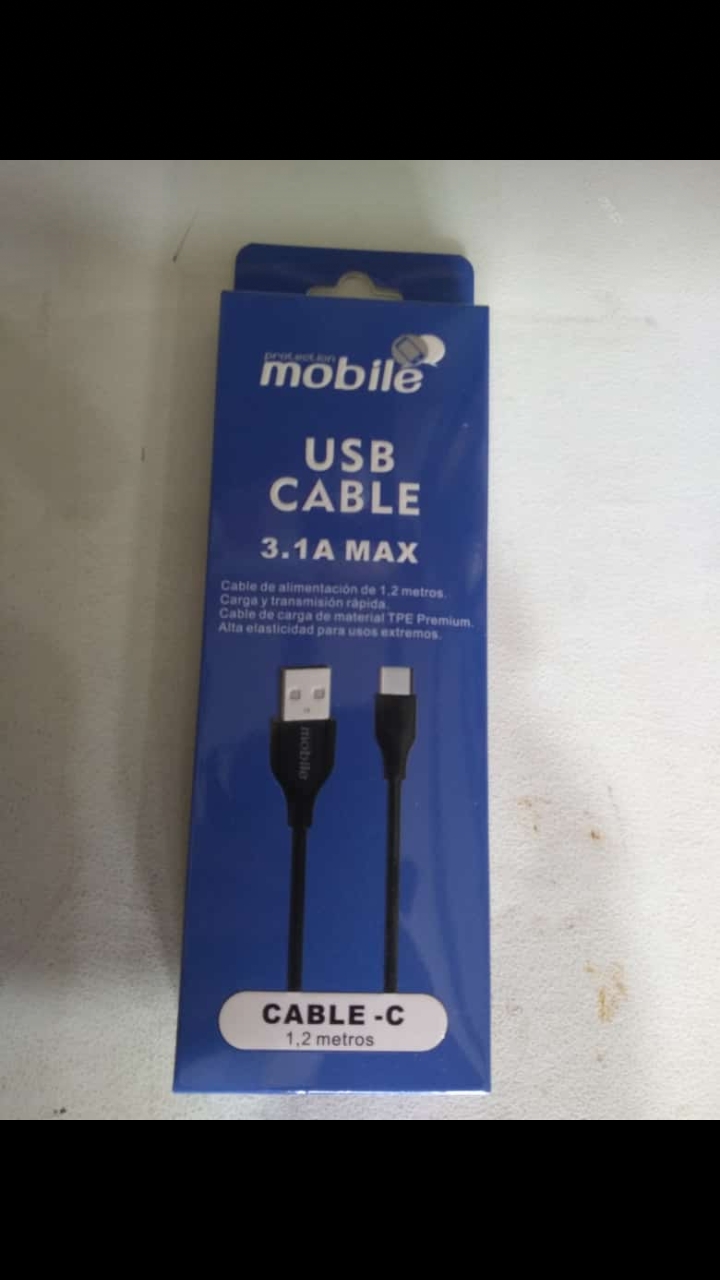 protection
mobile
USB
CABLE
3.1A MAX
Cable de alimentación de 1,2 metros.
Carga y transmisión rápida.
Cable de carga de material TPE Premium.
Alta elasticidad para usos extremos.
mobile
CABLE -C
1,2 metros